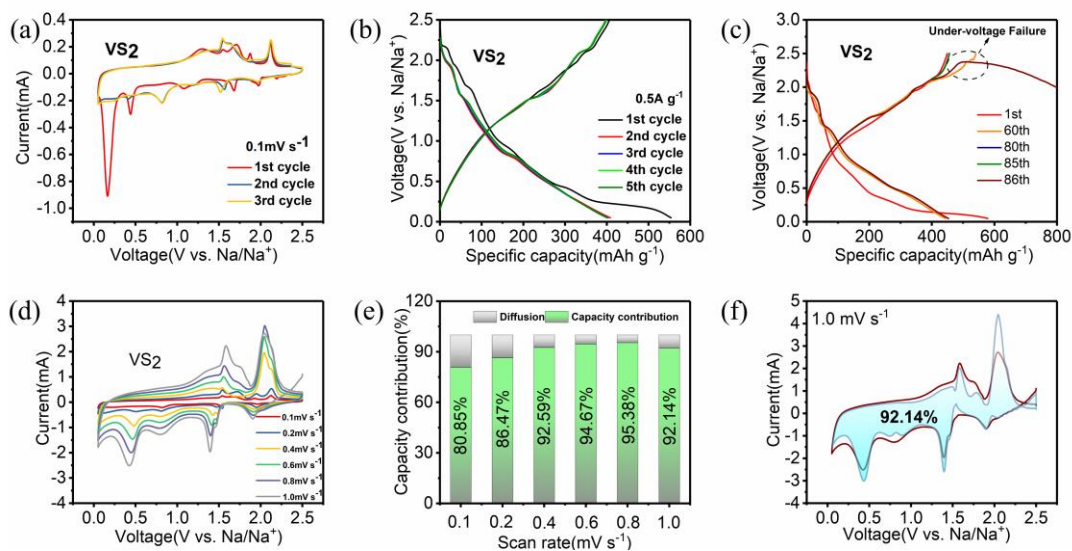 (a)
VS2
0.1mV s-1
1st cycle
2nd cycle
3rd cycle
Current(mA)
0.4
0.2
0.0
-0.2
-0.4
-0.6
-0.8
-1.0
0.0 0.5 1.0 1.5 2.0 2.5
Voltage(V vs. Na/Na+)
(b)
VS2
0.5A g-1
1st cycle
2nd cycle
3rd cycle
4th cycle
5th cycle
Voltage(V vs. Na/Na+)
2.5
2.0
1.5
1.0
0.5
0.0
0 100 200 300 400 500 600
Specific capacity(mAh g-1)
(c)
VS2
Under-voltage Failure
1st
60th
80th
85th
86th
Voltage(V vs. Na/Na+)
3.0
2.5
2.0
1.5
1.0
0.5
0.0
0 200 400 600 800
Specific capacity(mAh g-1)
(d)
VS2
0.1mV s-1
0.2mV s-1
0.4mV s-1
0.6mV s-1
0.8mV s-1
1.0mV s-1
Current(mA)
4
3
2
1
0
-1
-2
-3
-4
0.0 0.5 1.0 1.5 2.0 2.5
Voltage(V vs. Na/Na+)
(e)
Diffusion
Capacity contribution
Capacity contribution(%)
120
90
60
30
0
80.85%
86.47%
92.59%
94.67%
95.38%
92.14%
0.1 0.2 0.4 0.6 0.8 1.0
Scan rate(mV s-1)
(f)
1.0 mV s-1
92.14%
Current(mA)
5
4
3
2
1
0
-1
-2
-3
-4
0.0 0.5 1.0 1.5 2.0 2.5
Voltage(V vs. Na/Na+)